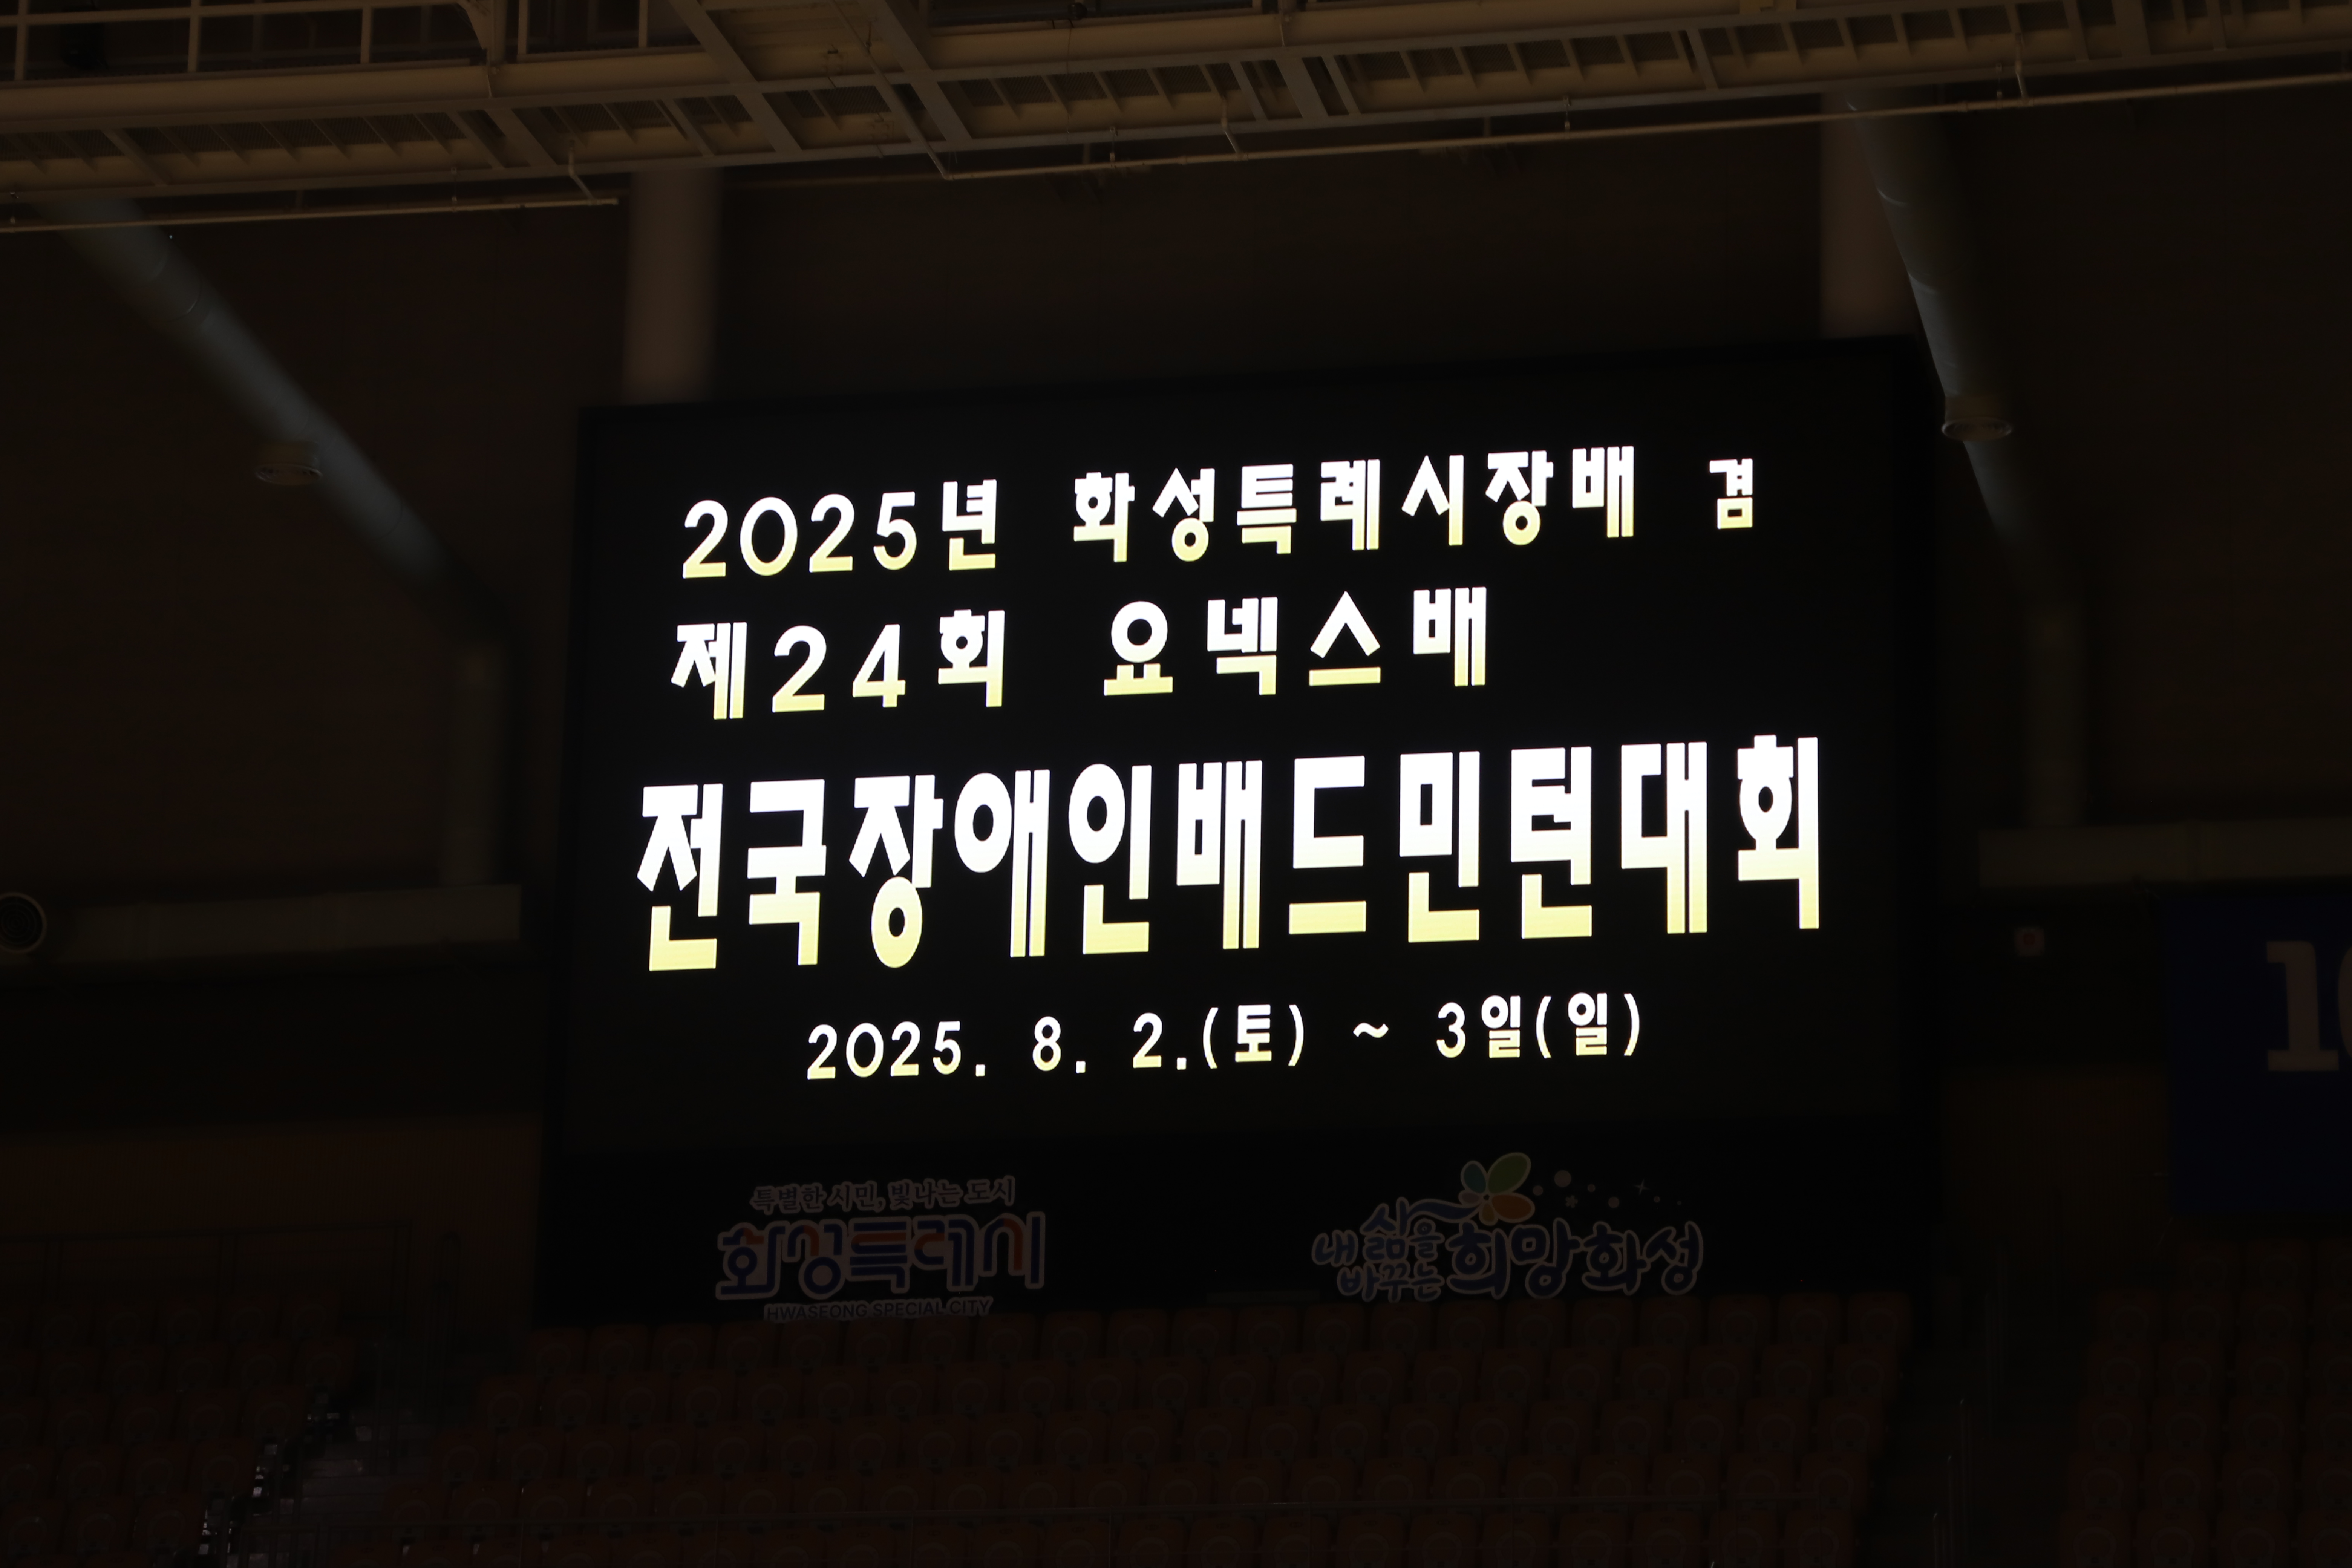 2025년 화성특례시장배 겸
제24회 요넥스배
전국장애인배드민턴대회
2025. 8. 2.(토) ~ 3일(일)
특별한 시민, 빛나는 도시
화성특례시
HWASEONG SPECIAL CITY
내 삶을
바꾸는 희망화성